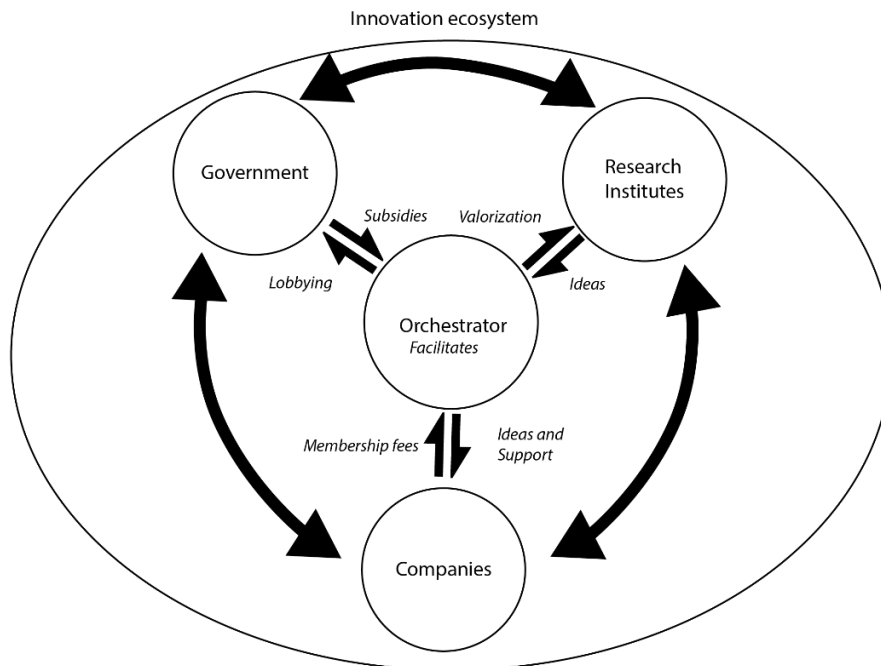 Innovation ecosystem
Government
Research
Institutes
Subsidies
Valorization
Lobbying
Ideas
Orchestrator
Facilitates
Membership fees
Ideas and
Support
Companies